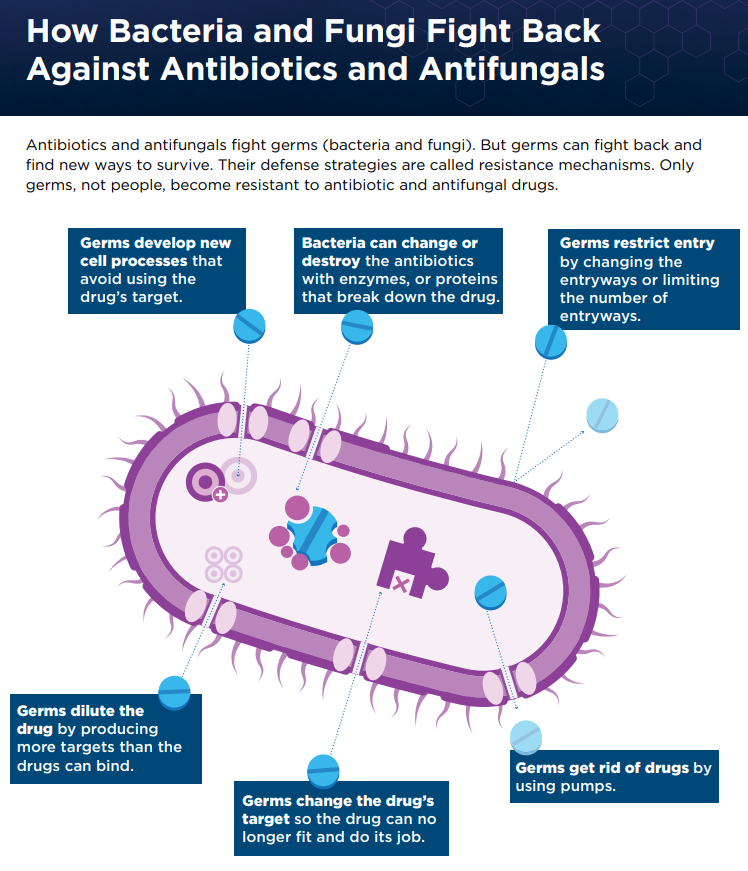 How Bacteria and Fungi Fight Back
Against Antibiotics and Antifungals
Antibiotics and antifungals fight germs (bacteria and fungi). But germs can fight back and
find new ways to survive. Their defense strategies are called resistance mechanisms. Only
germs, not people, become resistant to antibiotic and antifungal drugs.
Germs develop new
cell processes that
avoid using the
drug's target.
Bacteria can change or
destroy the antibiotics
with enzymes, or proteins
that break down the drug.
Germs restrict entry
by changing the
entryways or limiting
the number of
entryways.
Germs dilute the
drug by producing
more targets than the
drugs can bind.
Germs change the drug's
target so the drug can no
longer fit and do its job.
Germs get rid of drugs by
using pumps.